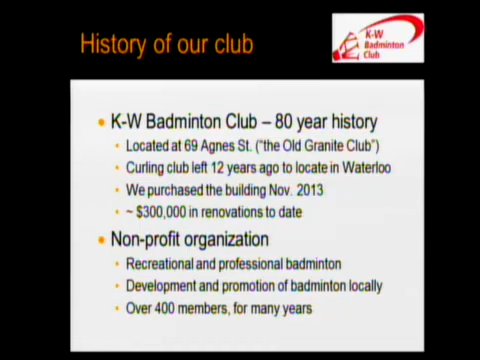 History of our club
K-W
Badminton
Club
K-W Badminton Club – 80 year history
Located at 69 Agnes St. ("the Old Granite Club")
Curling club left 12 years ago to locate in Waterloo
We purchased the building Nov. 2013
~ $300,000 in renovations to date
Non-profit organization
Recreational and professional badminton
Development and promotion of badminton locally
Over 400 members, for many years